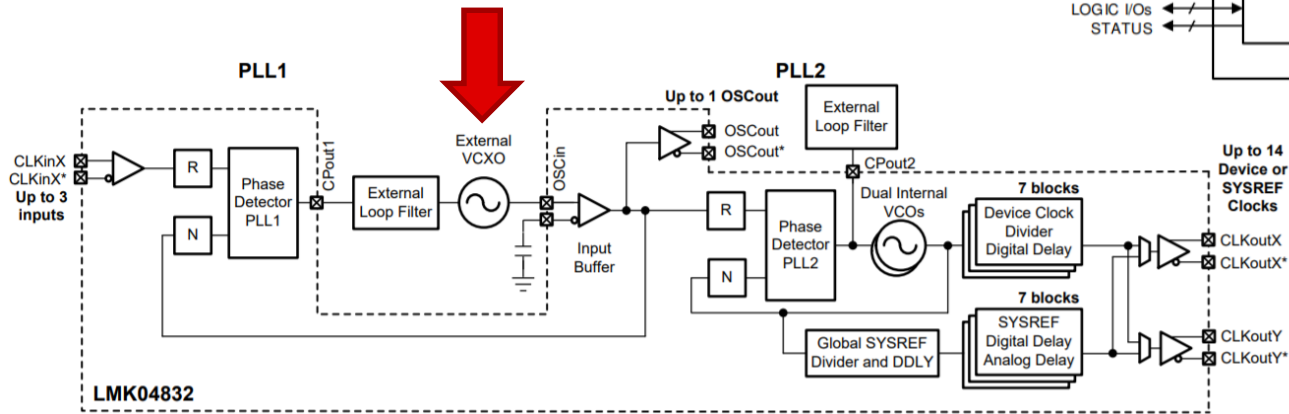 LOGIC I/Os
STATUS
PLL1
PLL2
Up to 1 OSCout
External
Loop Filter
OSCout
OSCout*
External
VCXO
CPout1
OSCin
CPout2
Up to 14
Device or
SYSREF
Clocks
CLKinX
CLKinX*
Up to 3
inputs
R
N
Phase
Detector
PLL1
External
Loop Filter
Input
Buffer
R
N
Phase
Detector
PLL2
Dual Internal
VCOs
7 blocks
Device Clock
Divider
Digital Delay
CLKoutX
CLKoutX*
7 blocks
SYSREF
Digital Delay
Analog Delay
Global SYSREF
Divider and DDLY
CLKoutY
CLKoutY*
LMK04832